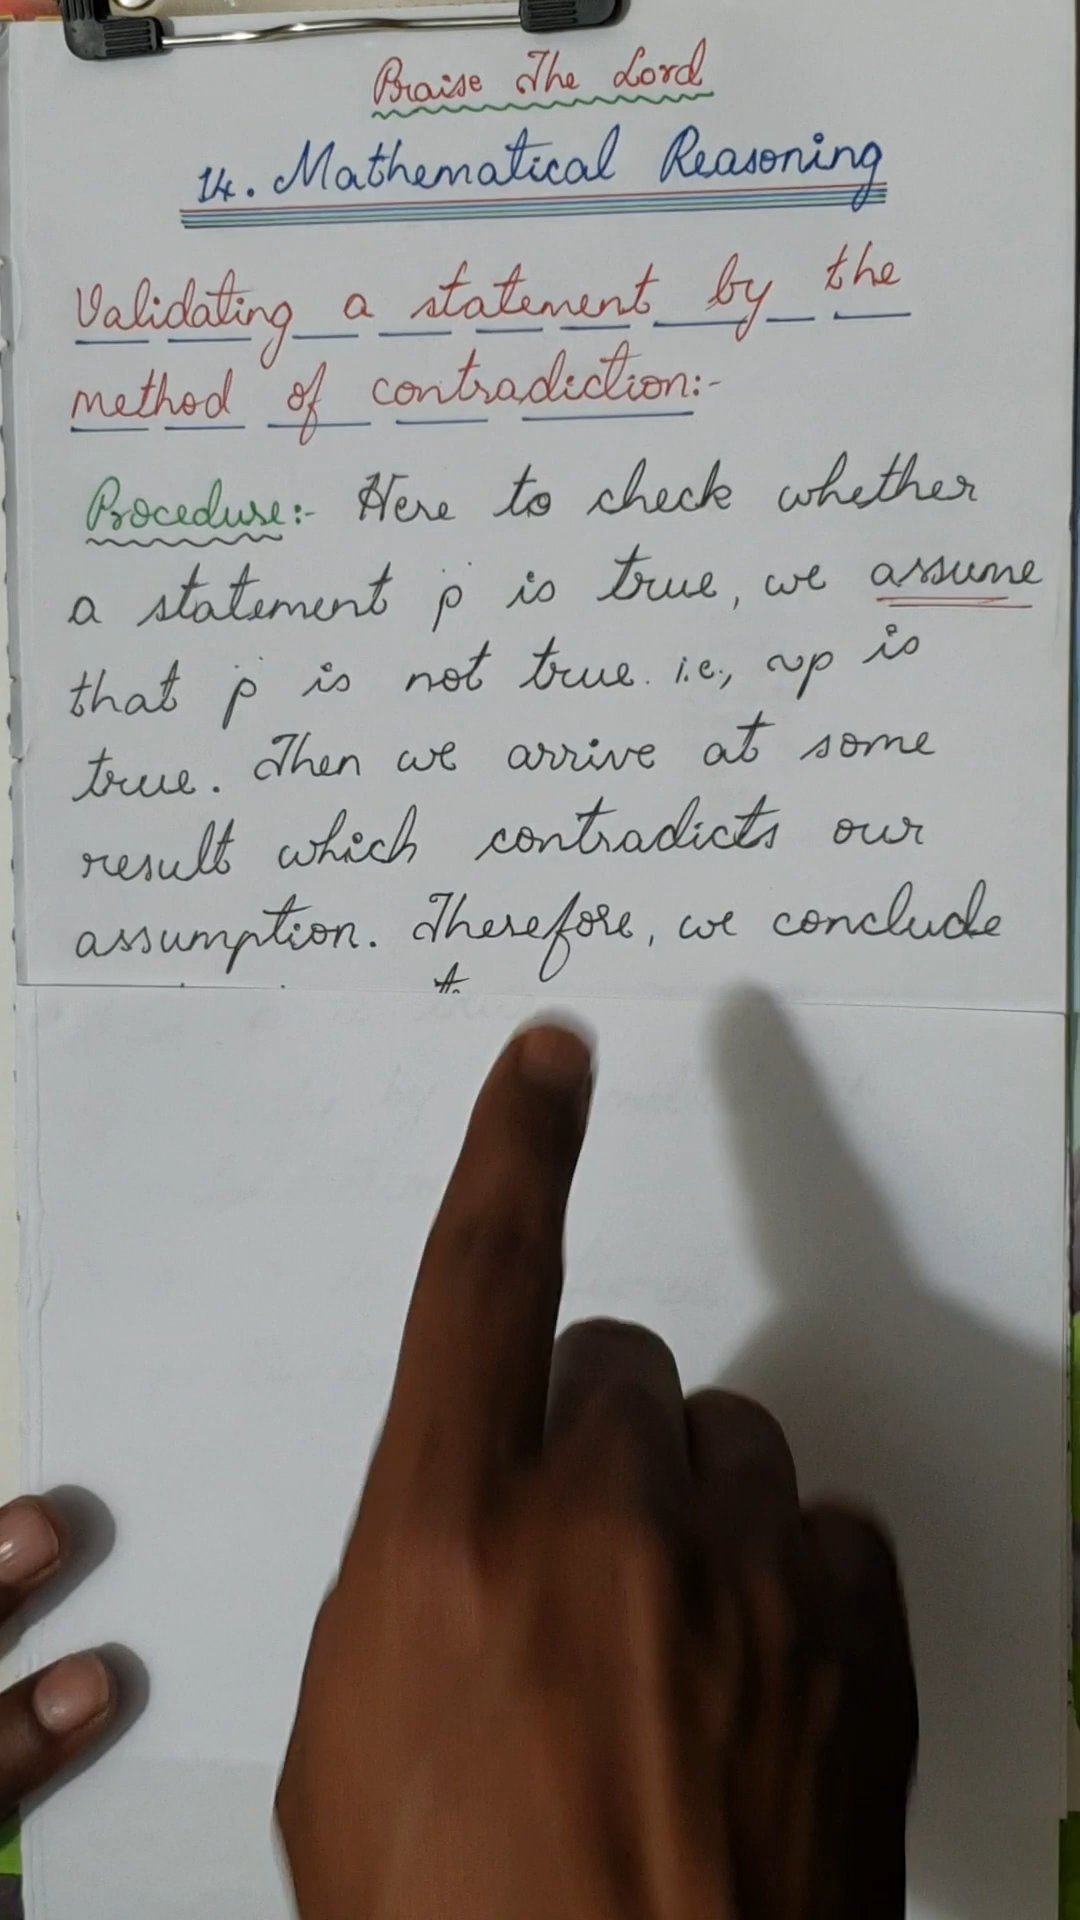 Praise The Lord
14. Mathematical Reasoning
Validating a statement by the
method of contradiction:-
Procedure:- Here to check whether
a statement p is true, we assume
that p is not true. i.e., ~p is
true. Then we arrive at some
result which contradicts our
assumption. Therefore, we conclude